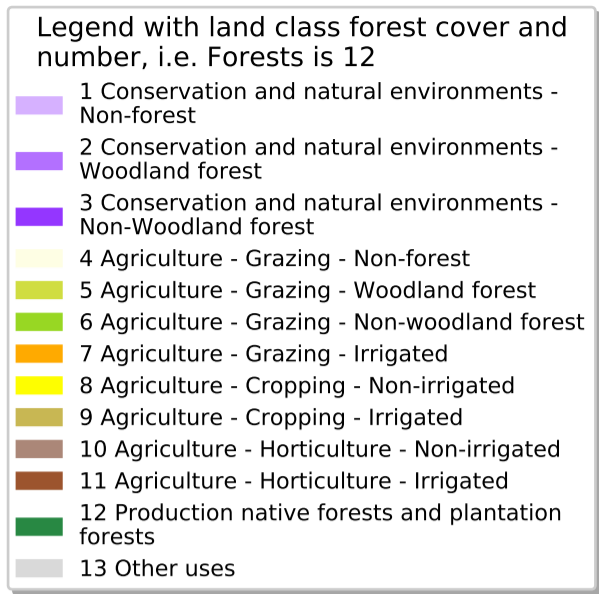 Legend with land class forest cover and
number, i.e. Forests is 12
1 Conservation and natural environments -
Non-forest
2 Conservation and natural environments -
Woodland forest
3 Conservation and natural environments -
Non-Woodland forest
4 Agriculture - Grazing - Non-forest
5 Agriculture - Grazing - Woodland forest
6 Agriculture - Grazing - Non-woodland forest
7 Agriculture - Grazing - Irrigated
8 Agriculture - Cropping - Non-irrigated
9 Agriculture - Cropping - Irrigated
10 Agriculture - Horticulture - Non-irrigated
11 Agriculture - Horticulture - Irrigated
12 Production native forests and plantation
forests
13 Other uses